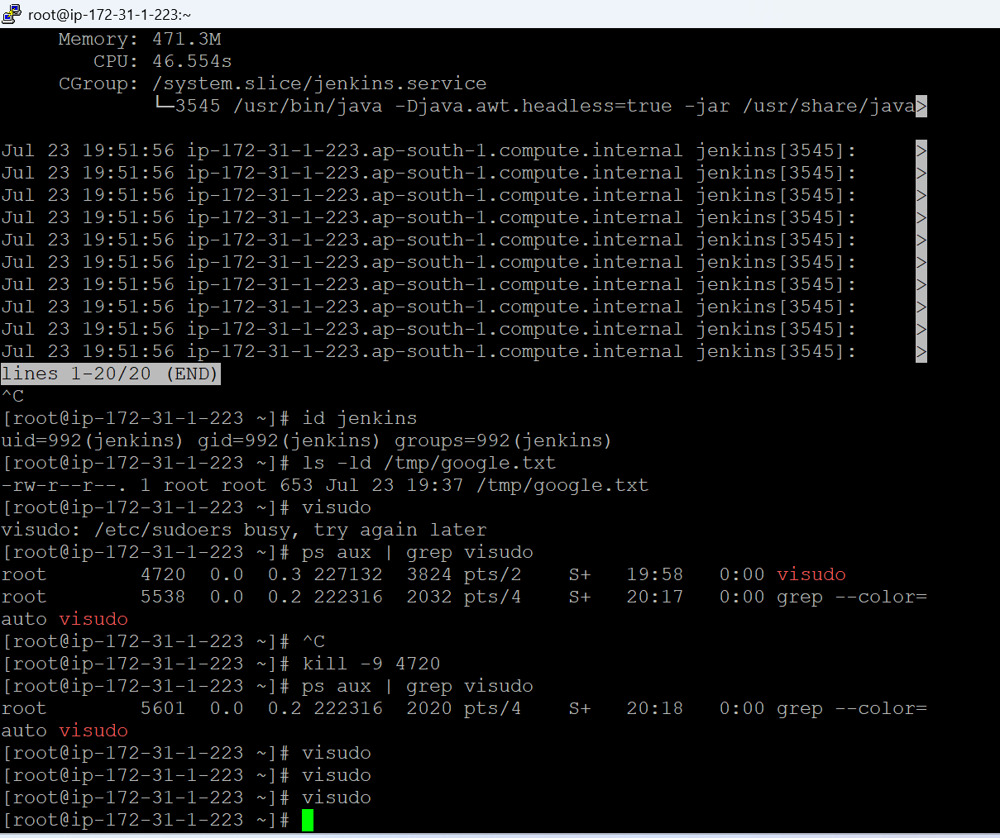 root@ip-172-31-1-223:~
Memory: 471.3M
CPU: 46.554s
CGroup: /system.slice/jenkins.service
└─3545 /usr/bin/java -Djava.awt.headless=true -jar /usr/share/java>
Jul 23 19:51:56 ip-172-31-1-223.ap-south-1.compute.internal jenkins[3545]: >
Jul 23 19:51:56 ip-172-31-1-223.ap-south-1.compute.internal jenkins[3545]: >
Jul 23 19:51:56 ip-172-31-1-223.ap-south-1.compute.internal jenkins[3545]: >
Jul 23 19:51:56 ip-172-31-1-223.ap-south-1.compute.internal jenkins[3545]: >
Jul 23 19:51:56 ip-172-31-1-223.ap-south-1.compute.internal jenkins[3545]: >
Jul 23 19:51:56 ip-172-31-1-223.ap-south-1.compute.internal jenkins[3545]: >
Jul 23 19:51:56 ip-172-31-1-223.ap-south-1.compute.internal jenkins[3545]: >
Jul 23 19:51:56 ip-172-31-1-223.ap-south-1.compute.internal jenkins[3545]: >
Jul 23 19:51:56 ip-172-31-1-223.ap-south-1.compute.internal jenkins[3545]: >
Jul 23 19:51:56 ip-172-31-1-223.ap-south-1.compute.internal jenkins[3545]: >
lines 1-20/20 (END)
^C
[root@ip-172-31-1-223 ~]# id jenkins
uid=992(jenkins) gid=992(jenkins) groups=992(jenkins)
[root@ip-172-31-1-223 ~]# ls -ld /tmp/google.txt
-rw-r--r--. 1 root root 653 Jul 23 19:37 /tmp/google.txt
[root@ip-172-31-1-223 ~]# visudo
visudo: /etc/sudoers busy, try again later
[root@ip-172-31-1-223 ~]# ps aux | grep visudo
root 4720 0.0 0.3 227132 3824 pts/2 S+ 19:58 0:00 visudo
root 5538 0.0 0.2 222316 2032 pts/4 S+ 20:17 0:00 grep --color=
auto visudo
[root@ip-172-31-1-223 ~]# ^C
[root@ip-172-31-1-223 ~]# kill -9 4720
[root@ip-172-31-1-223 ~]# ps aux | grep visudo
root 5601 0.0 0.2 222316 2020 pts/4 S+ 20:18 0:00 grep --color=
auto visudo
[root@ip-172-31-1-223 ~]# visudo
[root@ip-172-31-1-223 ~]# visudo
[root@ip-172-31-1-223 ~]# visudo
[root@ip-172-31-1-223 ~]#